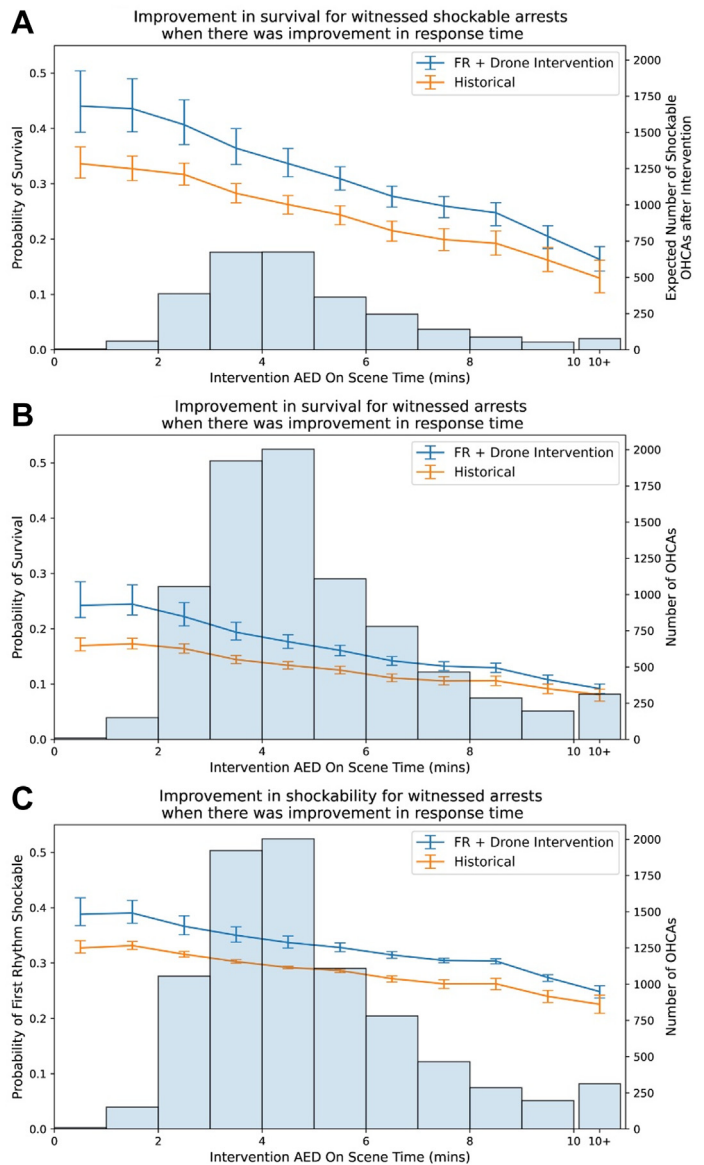 A
Improvement in survival for witnessed shockable arrests
when there was improvement in response time
FR + Drone Intervention
Historical
Probability of Survival
0.5
0.4
0.3
0.2
0.1
0.0
2000
1750
1500
1250
1000
750
500
250
0
Expected Number of Shockable
OHCAs after Intervention
0 2 4 6 8 10 10+
Intervention AED On Scene Time (mins)
B
Improvement in survival for witnessed arrests
when there was improvement in response time
FR + Drone Intervention
Historical
Probability of Survival
0.5
0.4
0.3
0.2
0.1
0.0
2000
1750
1500
1250
1000
750
500
250
0
Number of OHCAs
0 2 4 6 8 10 10+
Intervention AED On Scene Time (mins)
C
Improvement in shockability for witnessed arrests
when there was improvement in response time
FR + Drone Intervention
Historical
Probability of First Rhythm Shockable
0.5
0.4
0.3
0.2
0.1
0.0
2000
1750
1500
1250
1000
750
500
250
0
Number of OHCAs
0 2 4 6 8 10 10+
Intervention AED On Scene Time (mins)